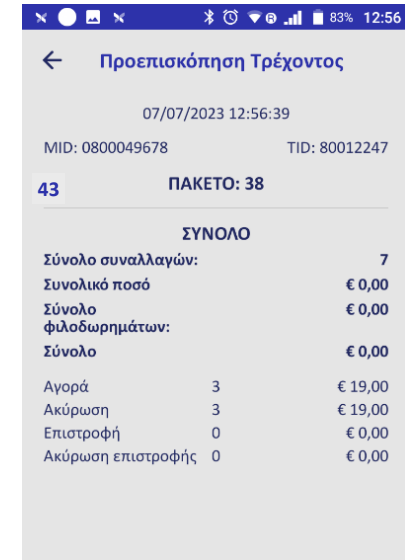 83% 12:56
Προεπισκόπηση Τρέχοντος
07/07/2023 12:56:39
MID: 0800049678 TID: 80012247
43 ΠΑΚΕΤΟ: 38
ΣΥΝΟΛΟ
Σύνολο συναλλαγών: 7
Συνολικό ποσό € 0,00
Σύνολο φιλοδωρημάτων: € 0,00
Σύνολο € 0,00
Αγορά 3 € 19,00
Ακύρωση 3 € 19,00
Επιστροφή 0 € 0,00
Ακύρωση επιστροφής 0 € 0,00